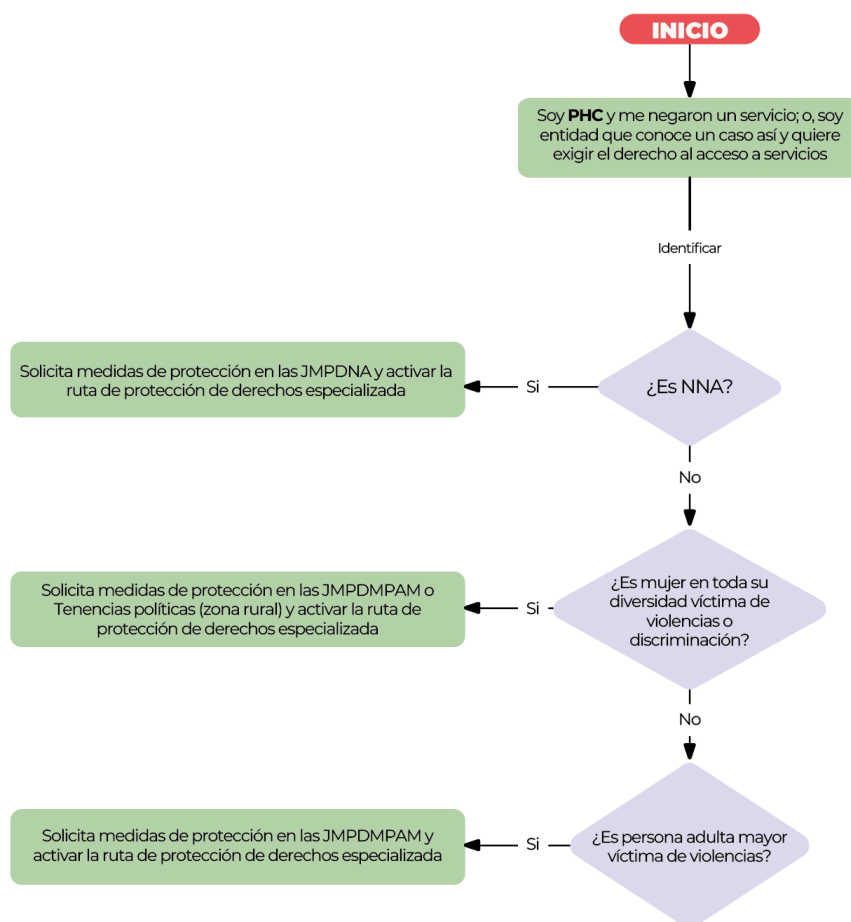 INICIO
Soy PHC y me negaron un servicio; o, soy
entidad que conoce un caso así y quiere
exigir el derecho al acceso a servicios
Identificar
¿Es NNA?
Si
Solicita medidas de protección en las JMPDNA y activar la
ruta de protección de derechos especializada
No
¿Es mujer en toda su
diversidad víctima de
violencias o
discriminación?
Si
Solicita medidas de protección en las JMPDMPAM o
Tenencias políticas (zona rural) y activar la ruta de
protección de derechos especializada
No
¿Es persona adulta mayor
víctima de violencias?
Si
Solicita medidas de protección en las JMPDMPAM y
activar la ruta de protección de derechos especializada